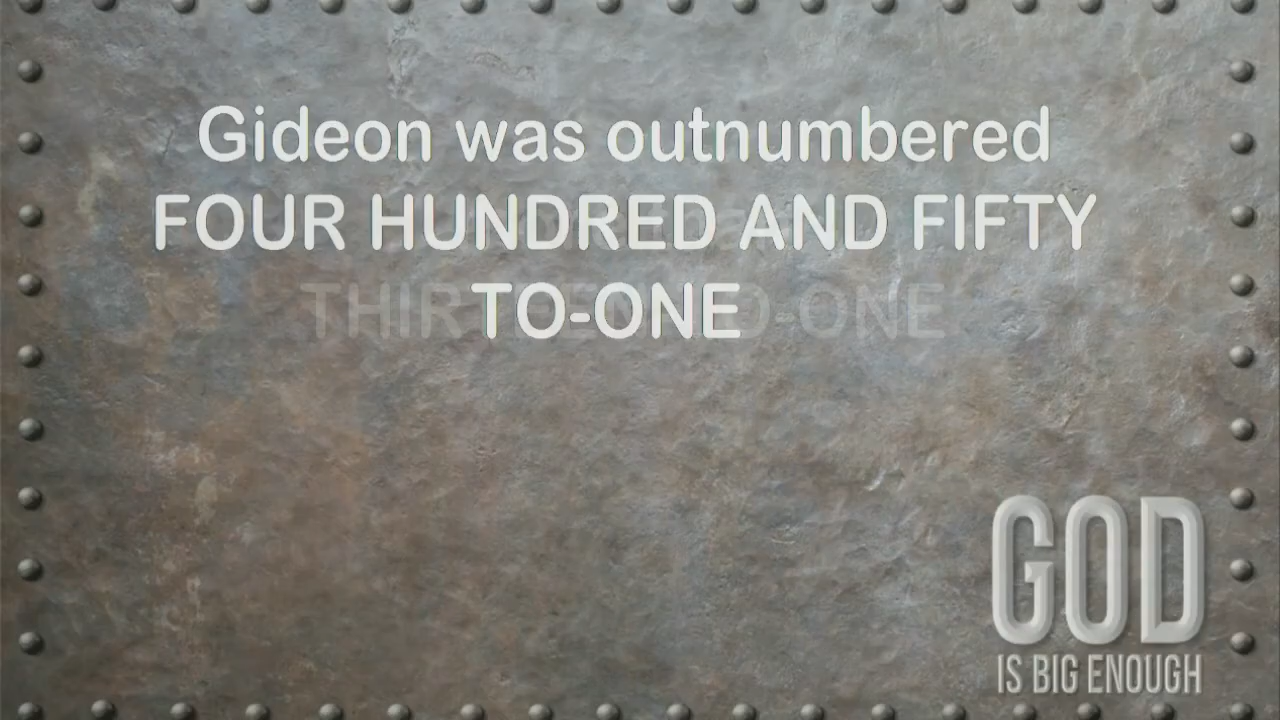 Gideon was outnumbered
FOUR HUNDRED AND FIFTY
TO-ONE
GOD
IS BIG ENOUGH